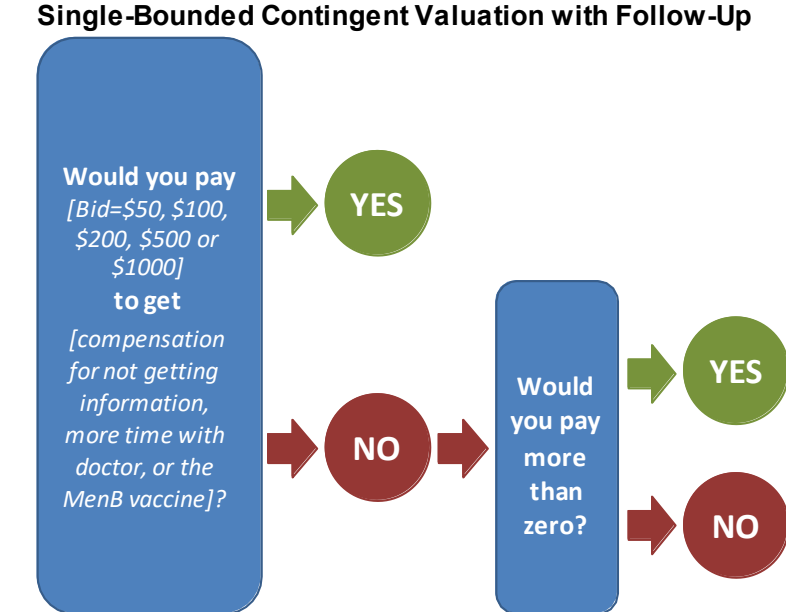 Single-Bounded Contingent Valuation with Follow-Up
Would you pay
[Bid=$50, $100,
$200, $500 or
$1000]
to get
[compensation
for not getting
information,
more time with
doctor, or the
MenB vaccine]?
YES
NO
Would
you pay
more
than
zero?
YES
NO